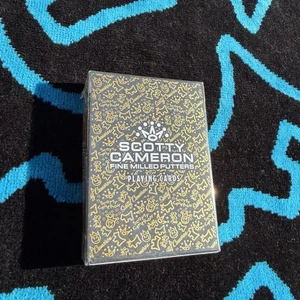 SCOTTY
CAMERON
FINE MILLED PUTTERS
PLAYING CARDS